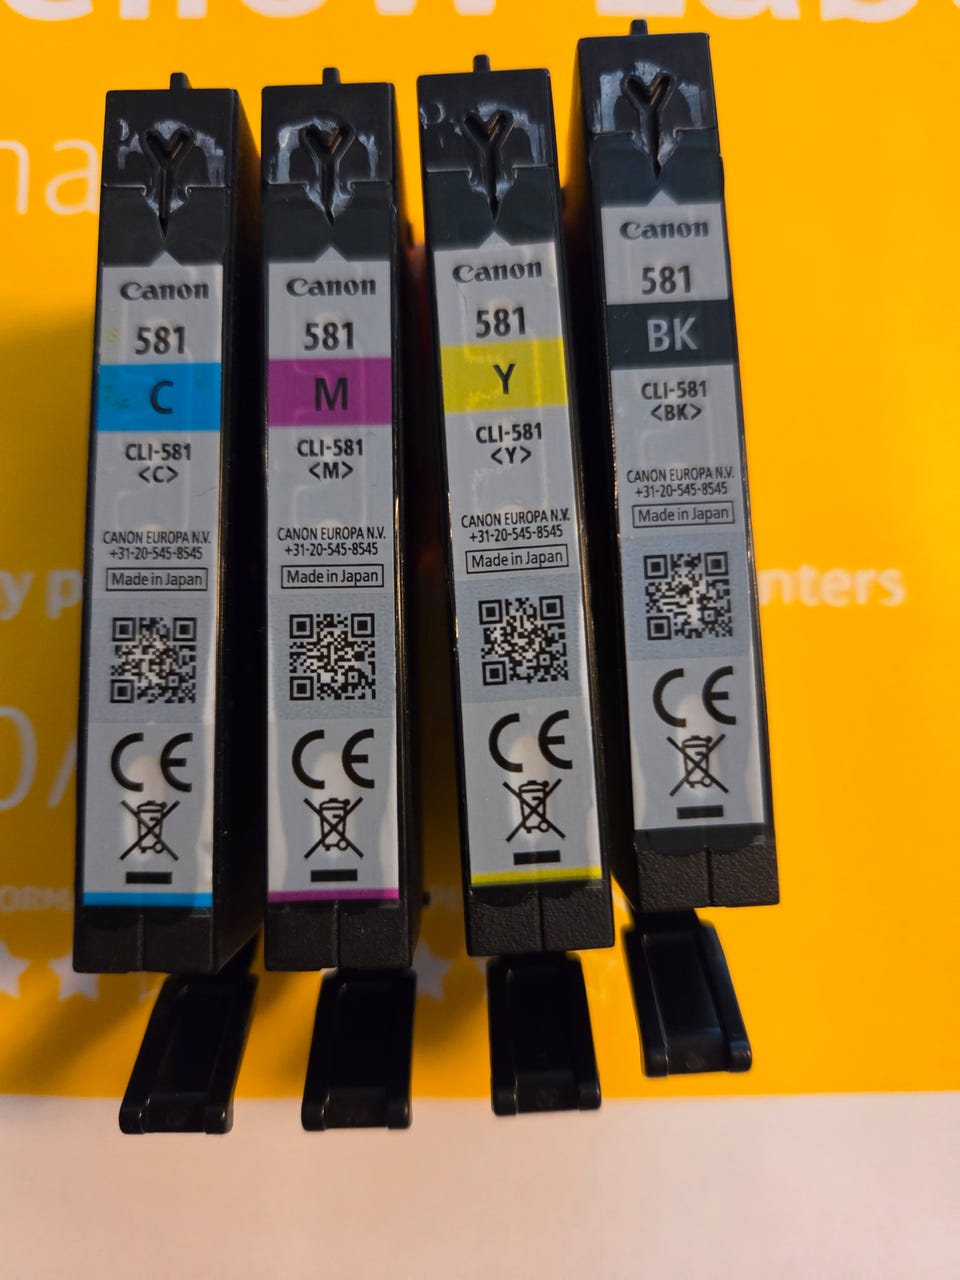 Canon
581
C
CLI-581
<C>
CANON EUROPA N.V.
+31-20-545-8545
Made in Japan
CE
Canon
581
M
CLI-581
<M>
CANON EUROPA N.V.
+31-20-545-8545
Made in Japan
CE
Canon
581
Y
CLI-581
<Y>
CANON EUROPA N.V.
+31-20-545-8545
Made in Japan
CE
Canon
581
BK
CLI-581
<BK>
CANON EUROPA N.V.
+31-20-545-8545
Made in Japan
CE